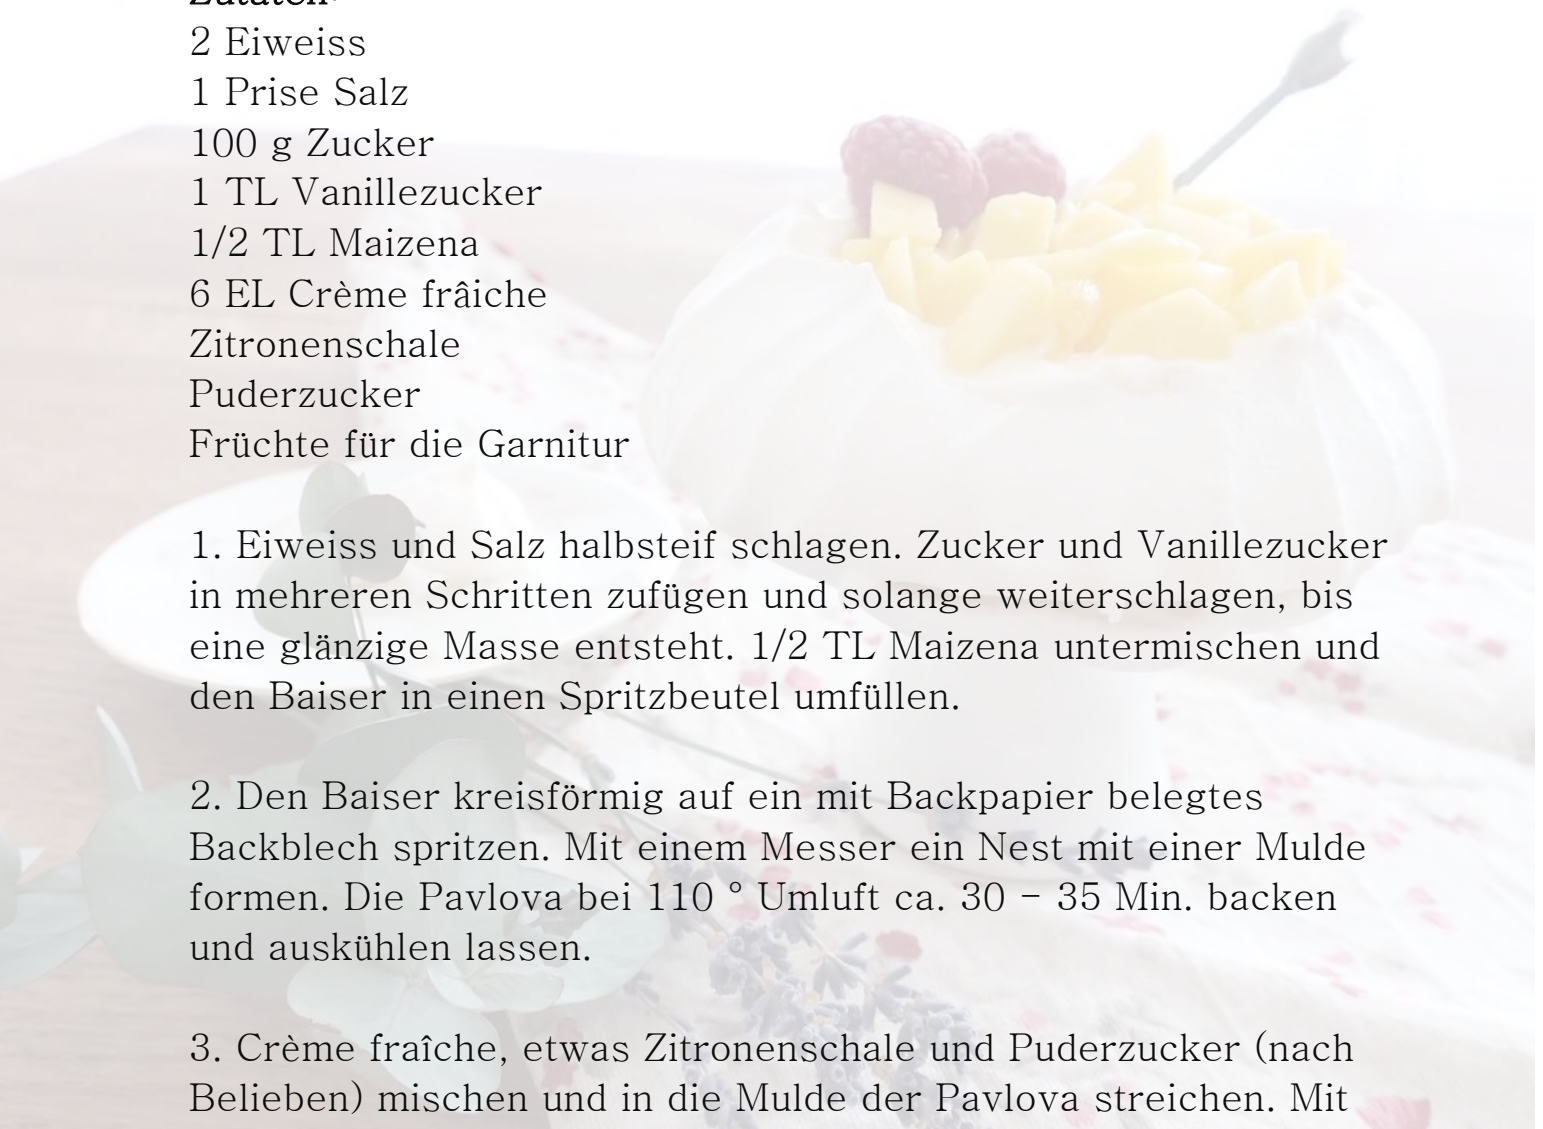 Zutaten:
2 Eiweiss
1 Prise Salz
100 g Zucker
1 TL Vanillezucker
1/2 TL Maizena
6 EL Crème frâiche
Zitronenschale
Puderzucker
Früchte für die Garnitur
1. Eiweiss und Salz halbsteif schlagen. Zucker und Vanillezucker
in mehreren Schritten zufügen und solange weiterschlagen, bis
eine glänzige Masse entsteht. 1/2 TL Maizena untermischen und
den Baiser in einen Spritzbeutel umfüllen.
2. Den Baiser kreisförmig auf ein mit Backpapier belegtes
Backblech spritzen. Mit einem Messer ein Nest mit einer Mulde
formen. Die Pavlova bei 110 ° Umluft ca. 30 - 35 Min. backen
und auskühlen lassen.
3. Crème fraîche, etwas Zitronenschale und Puderzucker (nach
Belieben) mischen und in die Mulde der Pavlova streichen. Mit